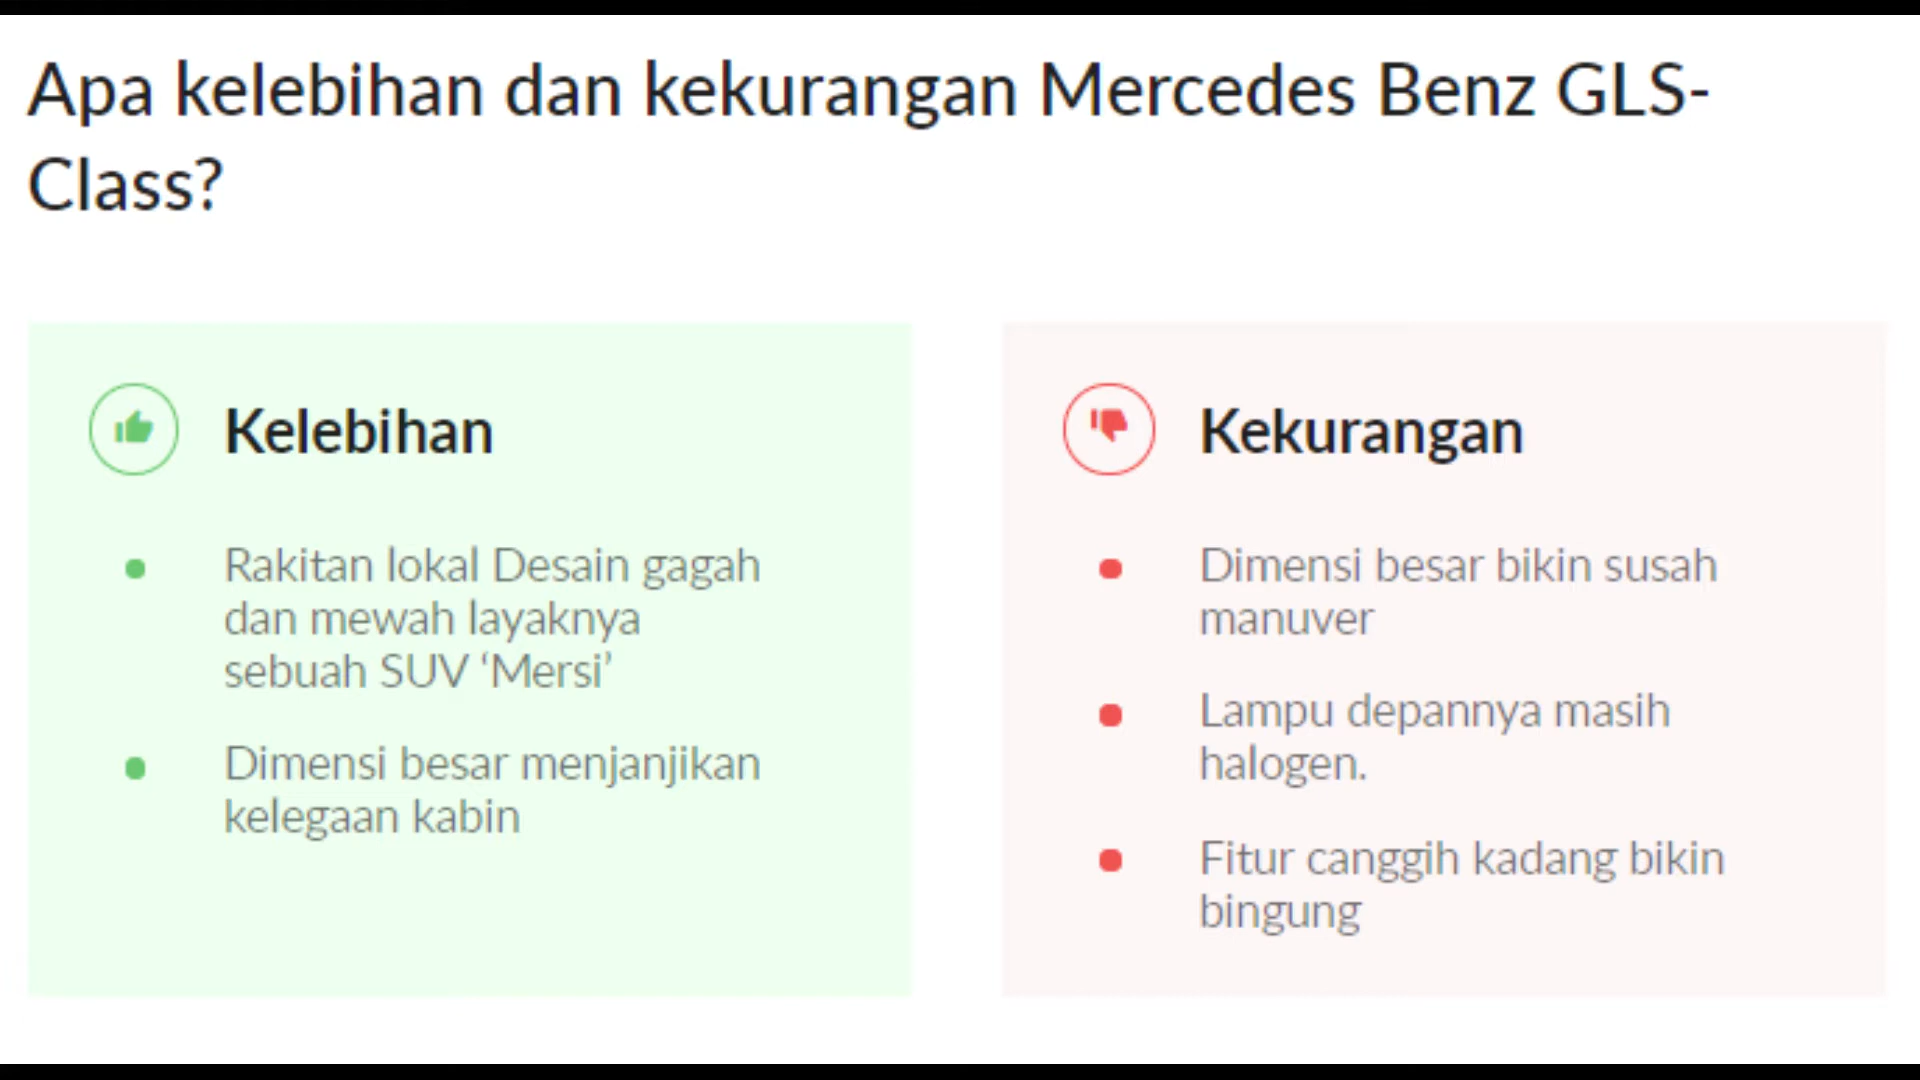 Apa kelebihan dan kekurangan Mercedes Benz GLS-
Class?
Kelebihan
Rakitan lokal Desain gagah
dan mewah layaknya
sebuah SUV ‘Mersi’
Dimensi besar menjanjikan
kelegaan kabin
Kekurangan
Dimensi besar bikin susah
manuver
Lampu depannya masih
halogen.
Fitur canggih kadang bikin
bingung